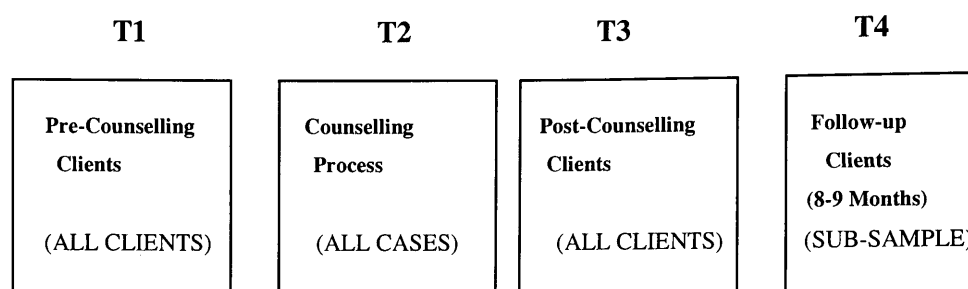 T1
Pre-Counselling
Clients
(ALL CLIENTS)
T2
Counselling
Process
(ALL CASES)
T3
Post-Counselling
Clients
(ALL CLIENTS)
T4
Follow-up
Clients
(8-9 Months)
(SUB-SAMPLE)